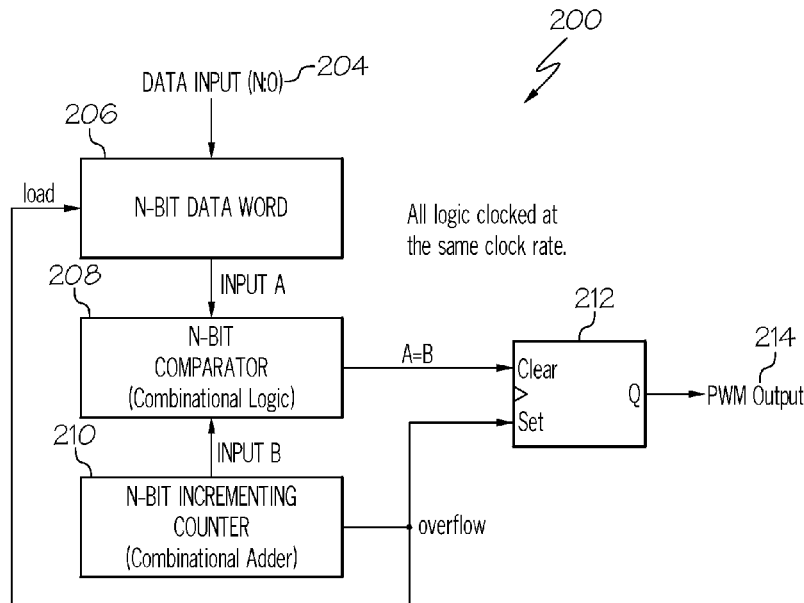 200
DATA INPUT (N:0) 204
206
load
N-BIT DATA WORD
All logic clocked at
the same clock rate.
INPUT A
208
N-BIT
COMPARATOR
(Combinational Logic)
A=B
212
Clear
Set
Q
214
PWM Output
INPUT B
210
N-BIT INCREMENTING
COUNTER
(Combinational Adder)
overflow